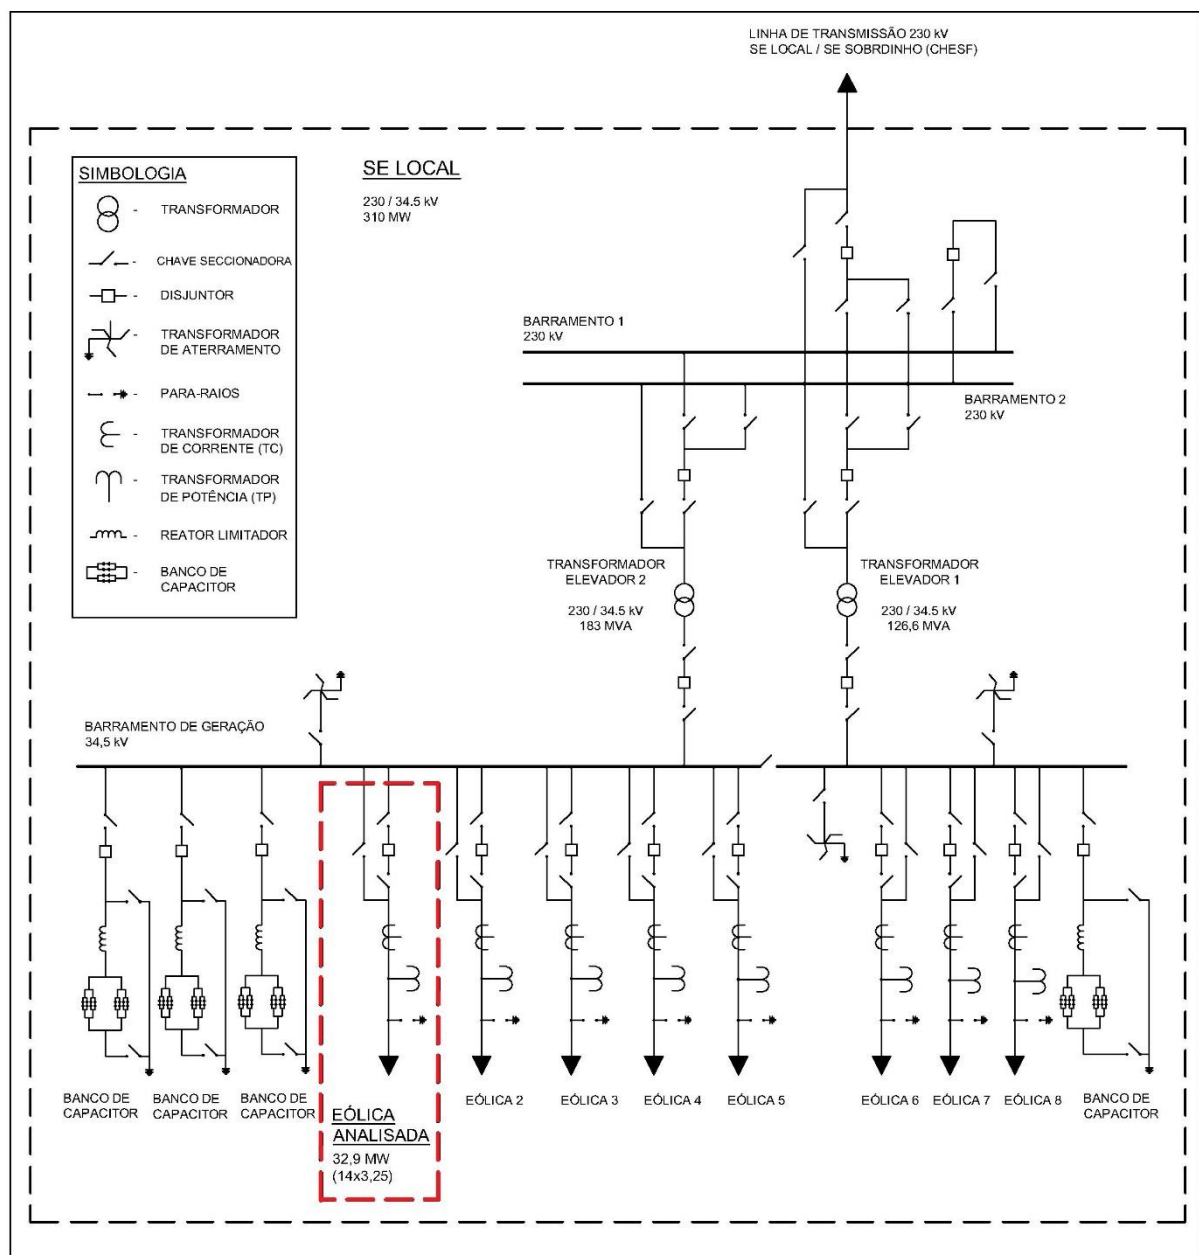 LINHA DE TRANSMISSÃO 230 kV
SE LOCAL / SE SOBRDINHO (CHESF)
SIMBOLOGIA
- TRANSFORMADOR
- CHAVE SECCIONADORA
- DISJUNTOR
- TRANSFORMADOR
DE ATERRAMENTO
- PARA-RAIOS
- TRANSFORMADOR
DE CORRENTE (TC)
- TRANSFORMADOR
DE POTÊNCIA (TP)
- REATOR LIMITADOR
- BANCO DE
CAPACITOR
SE LOCAL
230 / 34.5 kV
310 MW
BARRAMENTO 1
230 kV
BARRAMENTO 2
230 kV
TRANSFORMADOR
ELEVADOR 2
230 / 34.5 kV
183 MVA
TRANSFORMADOR
ELEVADOR 1
230 / 34.5 kV
126,6 MVA
BARRAMENTO DE GERAÇÃO
34,5 kV
BANCO DE
CAPACITOR
BANCO DE
CAPACITOR
BANCO DE
CAPACITOR
EÓLICA
ANALISADA
32,9 MW
(14x3,25)
EÓLICA 2
EÓLICA 3
EÓLICA 4
EÓLICA 5
EÓLICA 6
EÓLICA 7
EÓLICA 8
BANCO DE
CAPACITOR